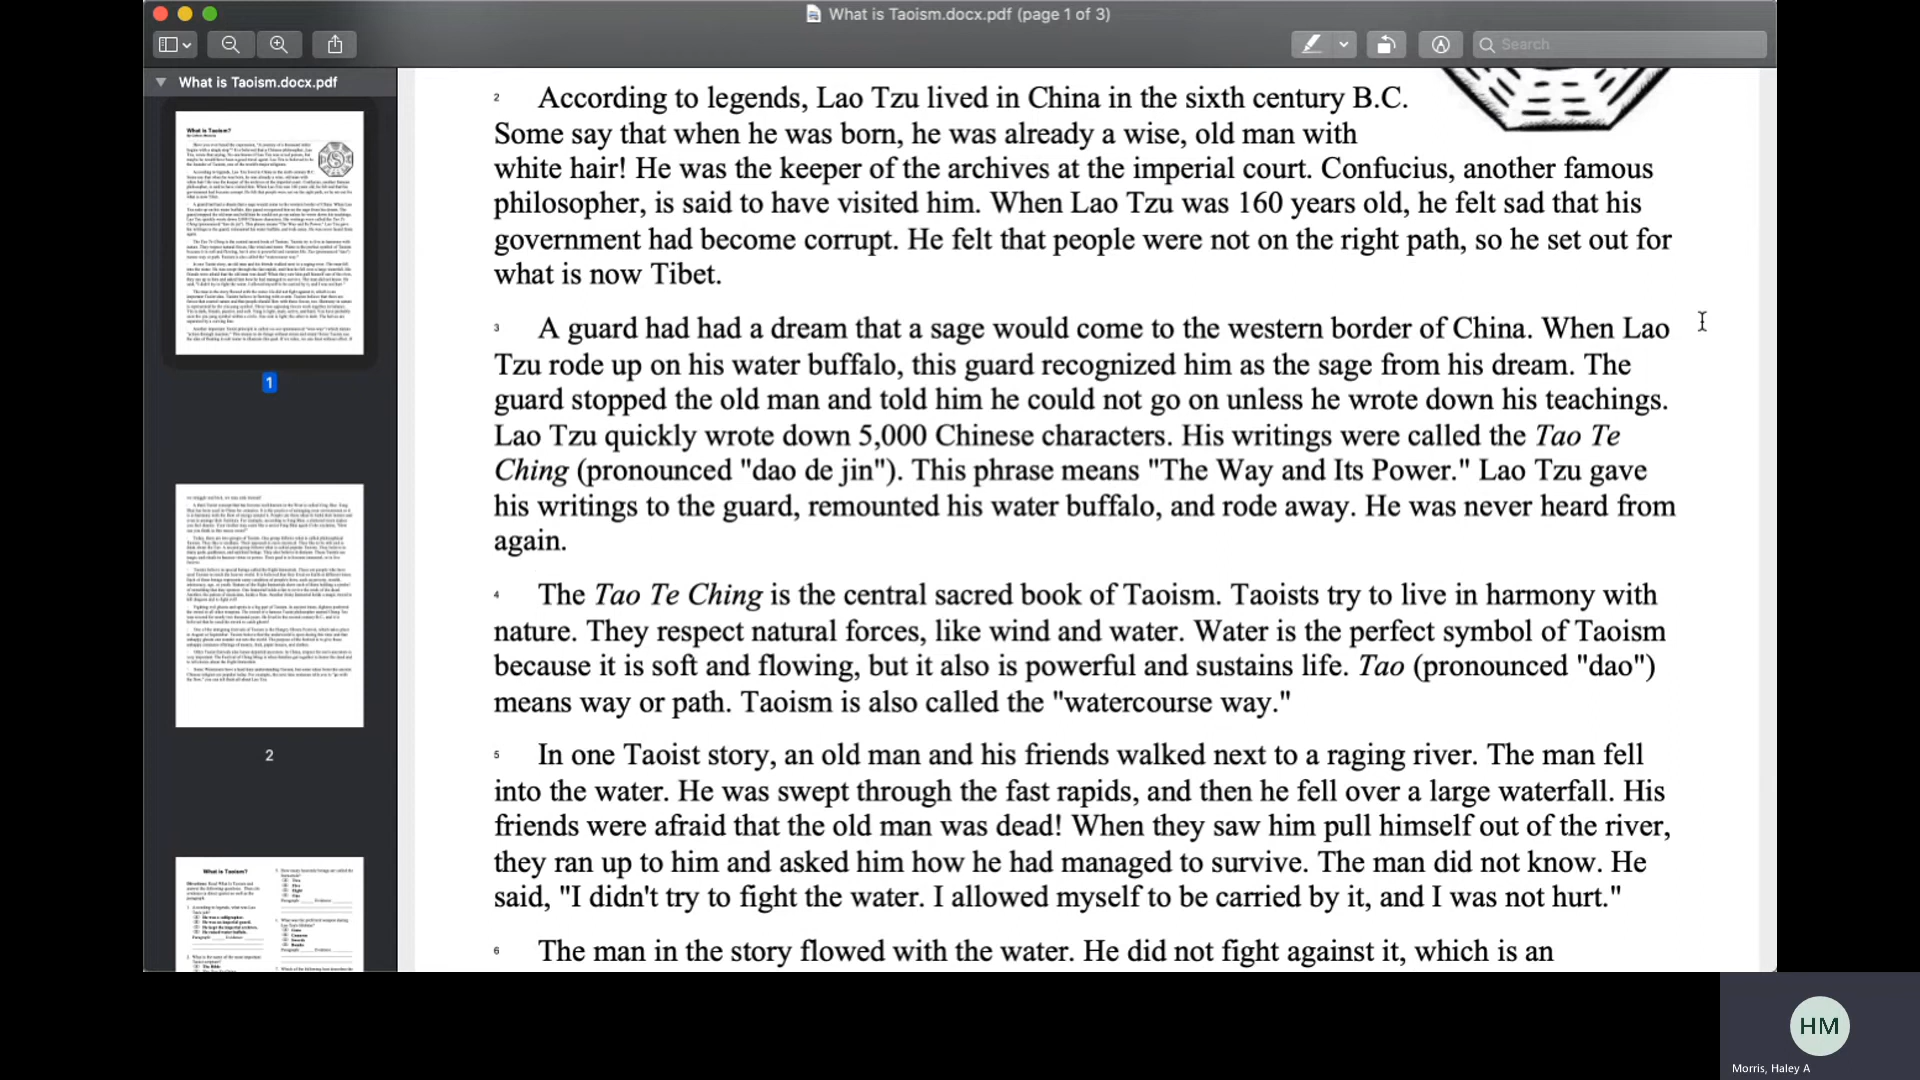 What is Taoism.docx.pdf (page 1 of 3)
Search
What is Taoism.docx.pdf
What is Taoism?
1
2
What is Taoism?
2 According to legends, Lao Tzu lived in China in the sixth century B.C.
Some say that when he was born, he was already a wise, old man with
white hair! He was the keeper of the archives at the imperial court. Confucius, another famous
philosopher, is said to have visited him. When Lao Tzu was 160 years old, he felt sad that his
government had become corrupt. He felt that people were not on the right path, so he set out for
what is now Tibet.
3 A guard had had a dream that a sage would come to the western border of China. When Lao
Tzu rode up on his water buffalo, this guard recognized him as the sage from his dream. The
guard stopped the old man and told him he could not go on unless he wrote down his teachings.
Lao Tzu quickly wrote down 5,000 Chinese characters. His writings were called the Tao Te
Ching (pronounced "dao de jin"). This phrase means "The Way and Its Power." Lao Tzu gave
his writings to the guard, remounted his water buffalo, and rode away. He was never heard from
again.
4 The Tao Te Ching is the central sacred book of Taoism. Taoists try to live in harmony with
nature. They respect natural forces, like wind and water. Water is the perfect symbol of Taoism
because it is soft and flowing, but it also is powerful and sustains life. Tao (pronounced "dao")
means way or path. Taoism is also called the "watercourse way."
5 In one Taoist story, an old man and his friends walked next to a raging river. The man fell
into the water. He was swept through the fast rapids, and then he fell over a large waterfall. His
friends were afraid that the old man was dead! When they saw him pull himself out of the river,
they ran up to him and asked him how he had managed to survive. The man did not know. He
said, "I didn't try to fight the water. I allowed myself to be carried by it, and I was not hurt."
6 The man in the story flowed with the water. He did not fight against it, which is an
HM
Morris, Haley A